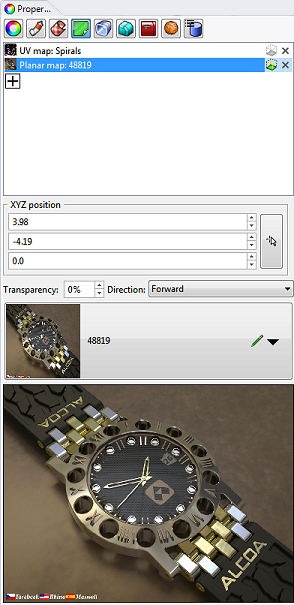 Proper...
UV map: Spirals
Planar map: 48819
XYZ position
3.98
-4.19
0.0
Transparency: 0% Direction: Forward
48819
ALCOA
ALCOA
Facebook Rhino Maxwell